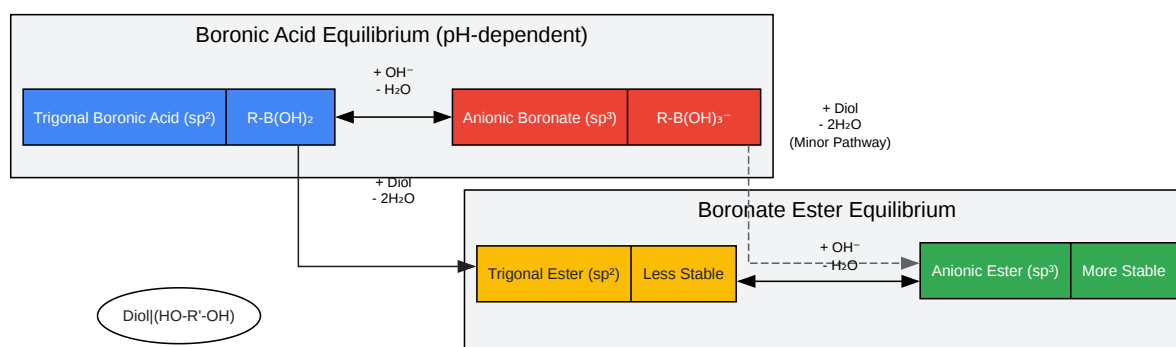 Boronic Acid Equilibrium (pH-dependent)
+ OH⁻
- H₂O
Trigonal Boronic Acid (sp²)
R-B(OH)₂
Anionic Boronate (sp³)
R-B(OH)₃⁻
+ Diol
- 2H₂O
(Minor Pathway)
+ Diol
- 2H₂O
Boronate Ester Equilibrium
+ OH⁻
- H₂O
Trigonal Ester (sp²)
Less Stable
Anionic Ester (sp³)
More Stable
Diol|(HO-R'-OH)